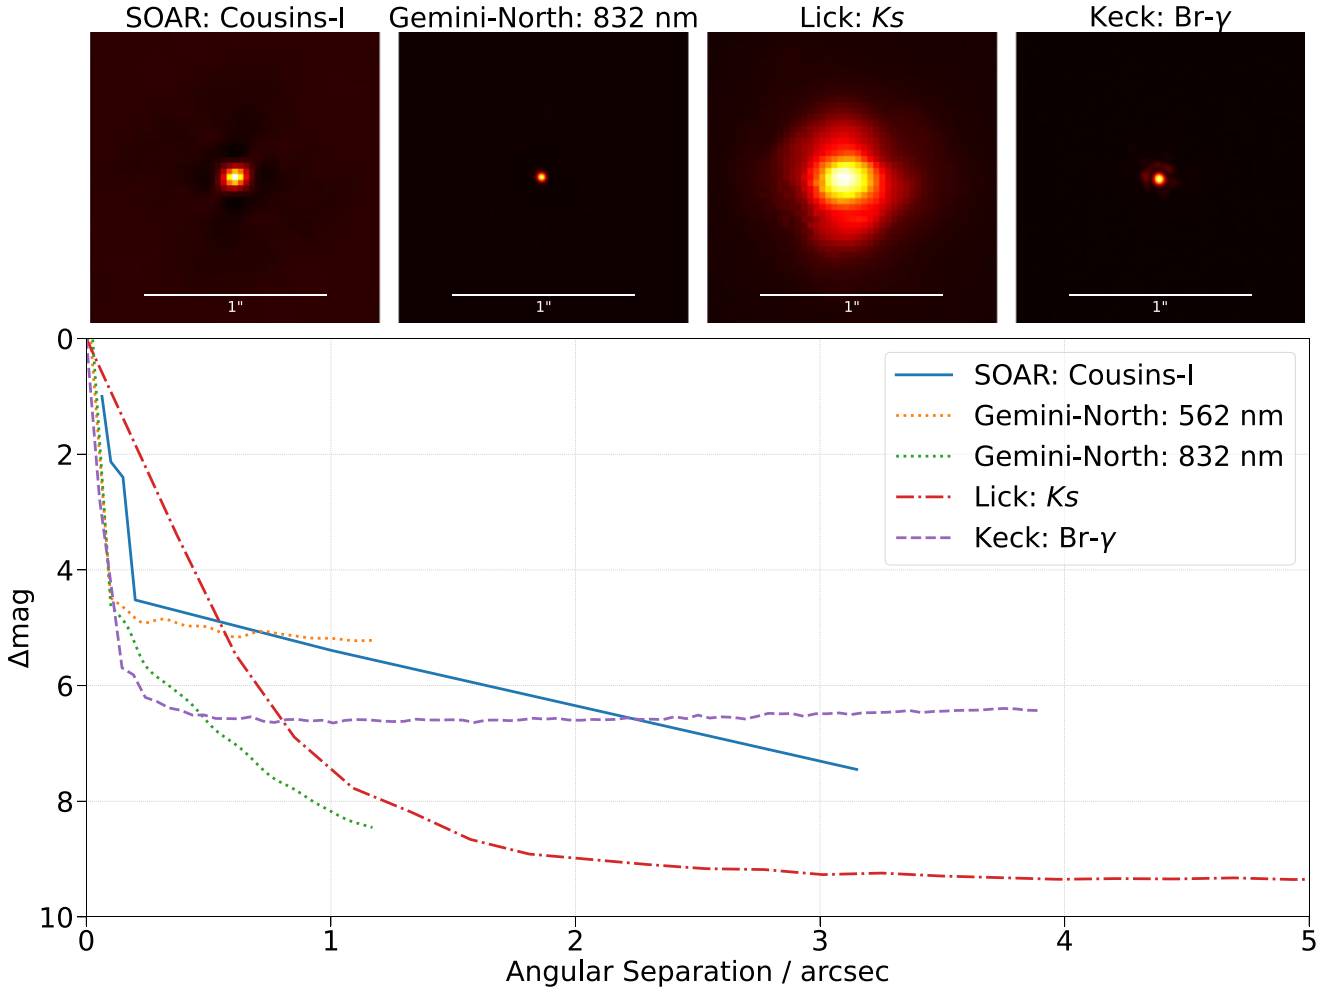 SOAR: Cousins-I
Gemini-North: 832 nm
Lick: Ks
Keck: Br-γ
1"
1"
1"
1"
0
2
4
6
8
10
Δmag
SOAR: Cousins-I
Gemini-North: 562 nm
Gemini-North: 832 nm
Lick: Ks
Keck: Br-γ
0
1
2
3
4
5
Angular Separation / arcsec